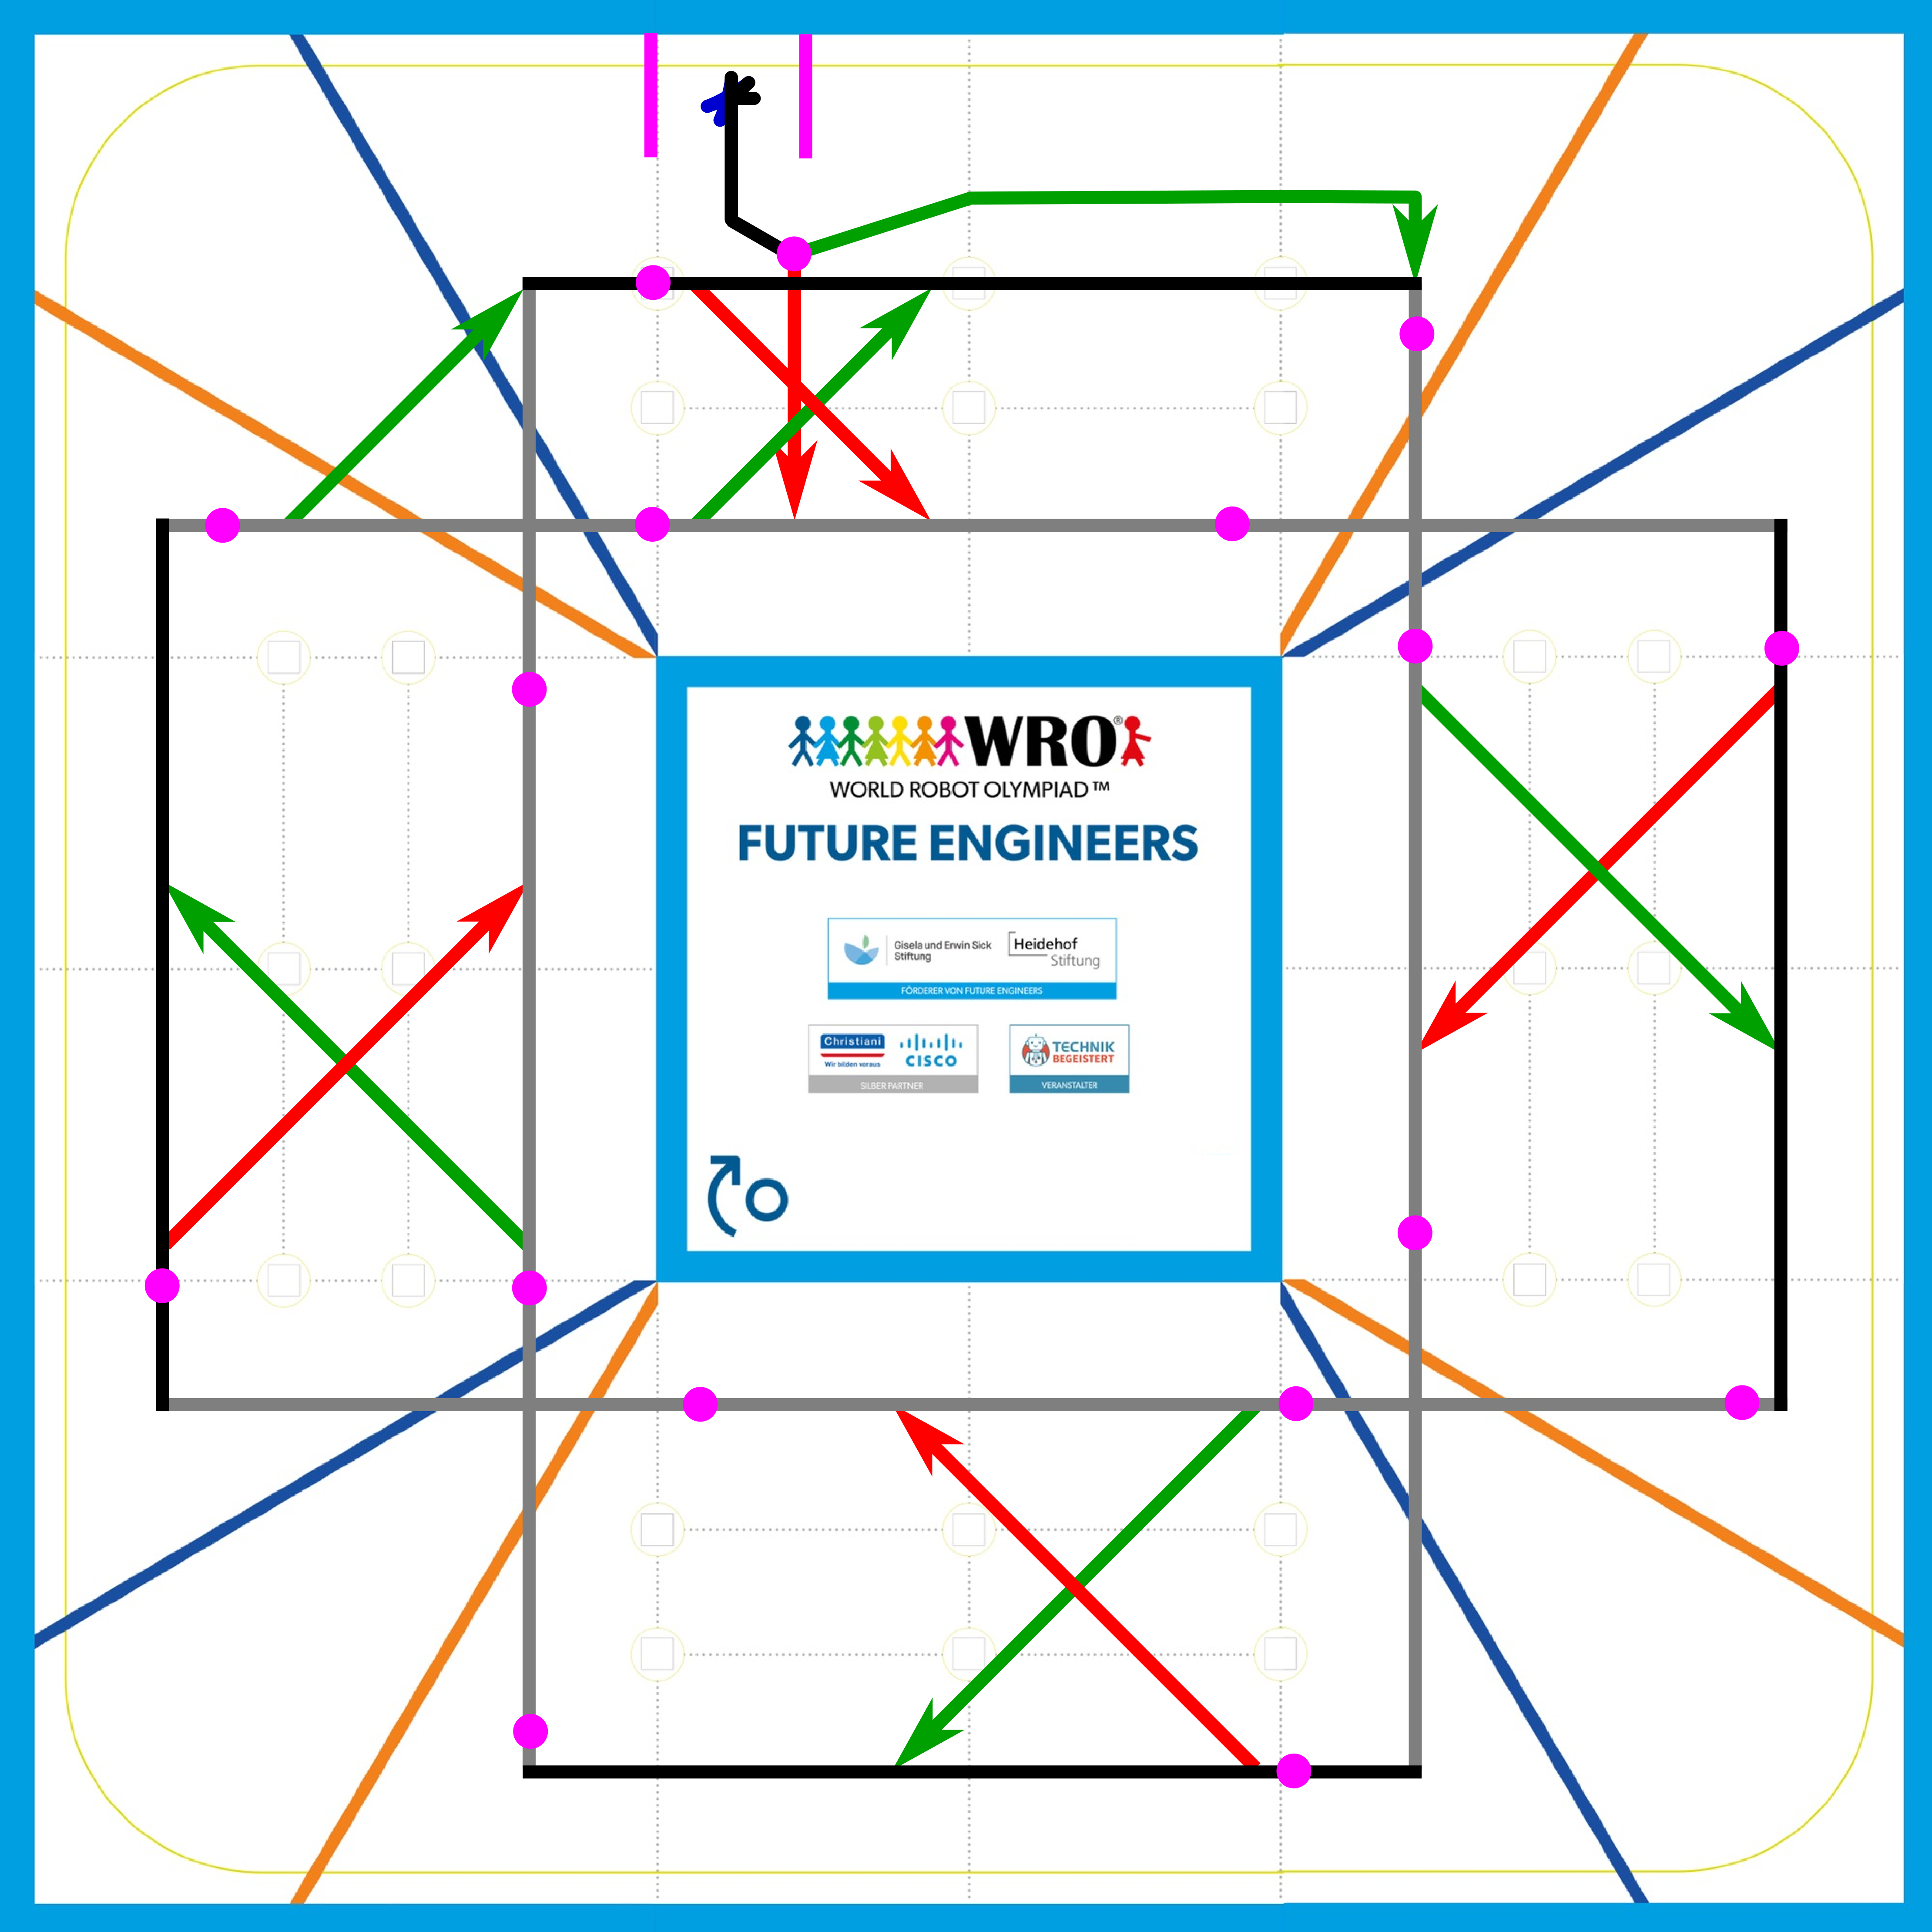 WRO®
WORLD ROBOT OLYMPIAD™
FUTURE ENGINEERS
Gisela und Erwin Sick
Stiftung
Heidehof
Stiftung
FÖRDERER VON FUTURE ENGINEERS
Christiani
Wir bilden voraus
CISCO
SILBER PARTNER
TECHNIK
BEGEISTERT
VERANSTALTER